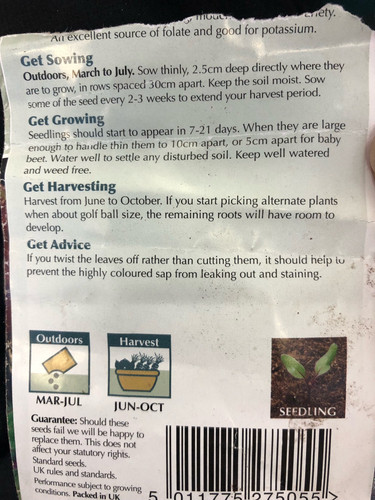 An excellent source of folate and good for potassium.
Get Sowing
Outdoors, March to July. Sow thinly, 2.5cm deep directly where they
are to grow, in rows spaced 30cm apart. Keep the soil moist. Sow
some of the seed every 2-3 weeks to extend your harvest period.
Get Growing
Seedlings should start to appear in 7-21 days. When they are large
enough to handle thin them to 10cm apart, or 5cm apart for baby
beet. Water well to settle any disturbed soil. Keep well watered
and weed free.
Get Harvesting
Harvest from June to October. If you start picking alternate plants
when about golf ball size, the remaining roots will have room to
develop.
Get Advice
If you twist the leaves off rather than cutting them, it should help to
prevent the highly coloured sap from leaking out and staining.
Outdoors
MAR-JUL
Harvest
JUN-OCT
SEEDLING
Guarantee: Should these
seeds fail we will be happy to
replace them. This does not
affect your statutory rights.
Standard seeds.
UK rules and standards.
Performance subject to growing
conditions. Packed in UK
5 011775 275055 >